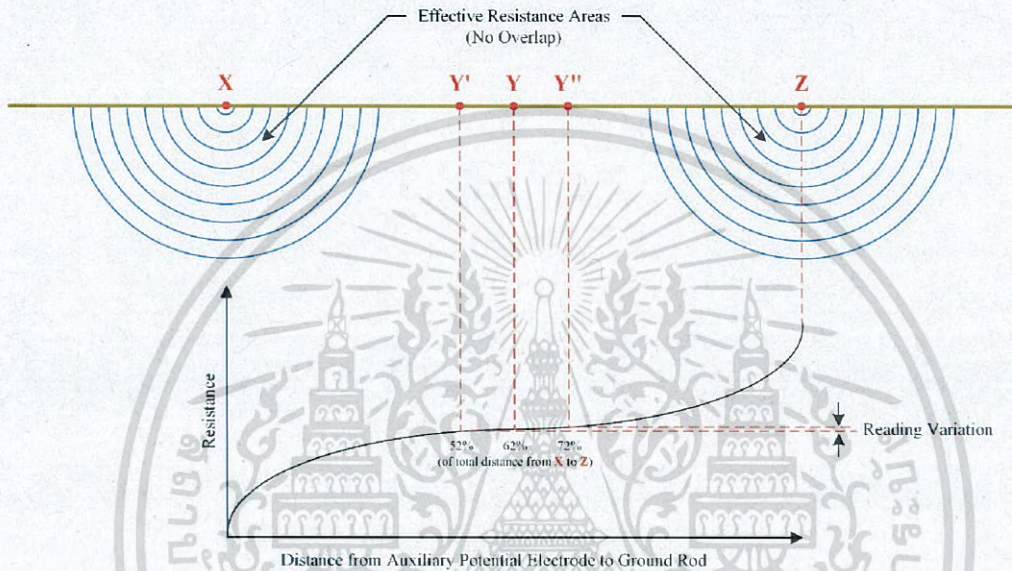 Effective Resistance Areas
(No Overlap)
X
Y'
Y
Y"
Z
Resistance
Reading Variation
52%
62%
72%
(of total distance from X to Z)
Distance from Auxiliary Potential Electrode to Ground Rod